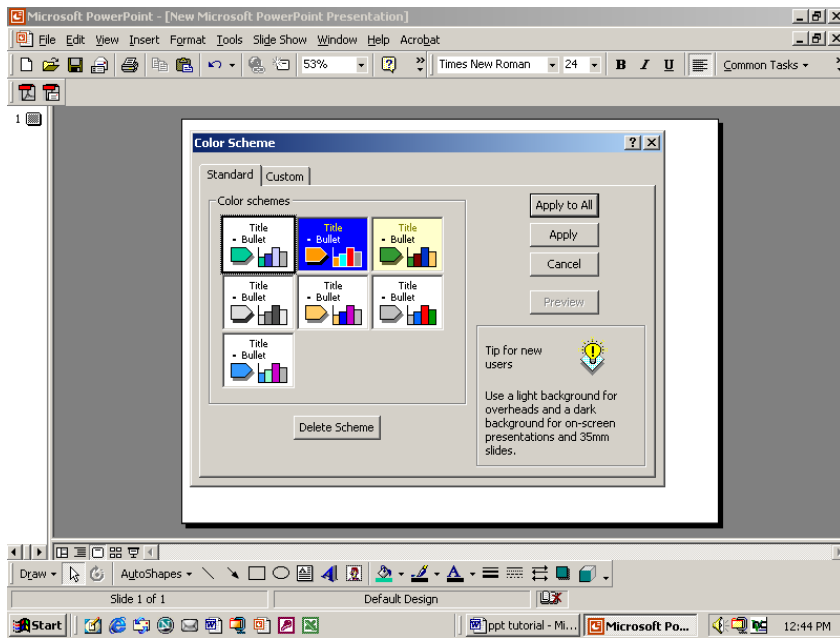 Microsoft PowerPoint - [New Microsoft PowerPoint Presentation]
File Edit View Insert Format Tools Slide Show Window Help Acrobat
53% Times New Roman 24 B I U Common Tasks
1
Color Scheme
Standard Custom
Color schemes
Title
- Bullet
Title
- Bullet
Title
- Bullet
Title
- Bullet
Title
- Bullet
Title
- Bullet
Title
- Bullet
Delete Scheme
Apply to All
Apply
Cancel
Preview
Tip for new
users
Use a light background for
overheads and a dark
background for on-screen
presentations and 35mm
slides.
Draw AutoShapes
Slide 1 of 1 Default Design
Start ppt tutorial - Mi... Microsoft Po... 12:44 PM